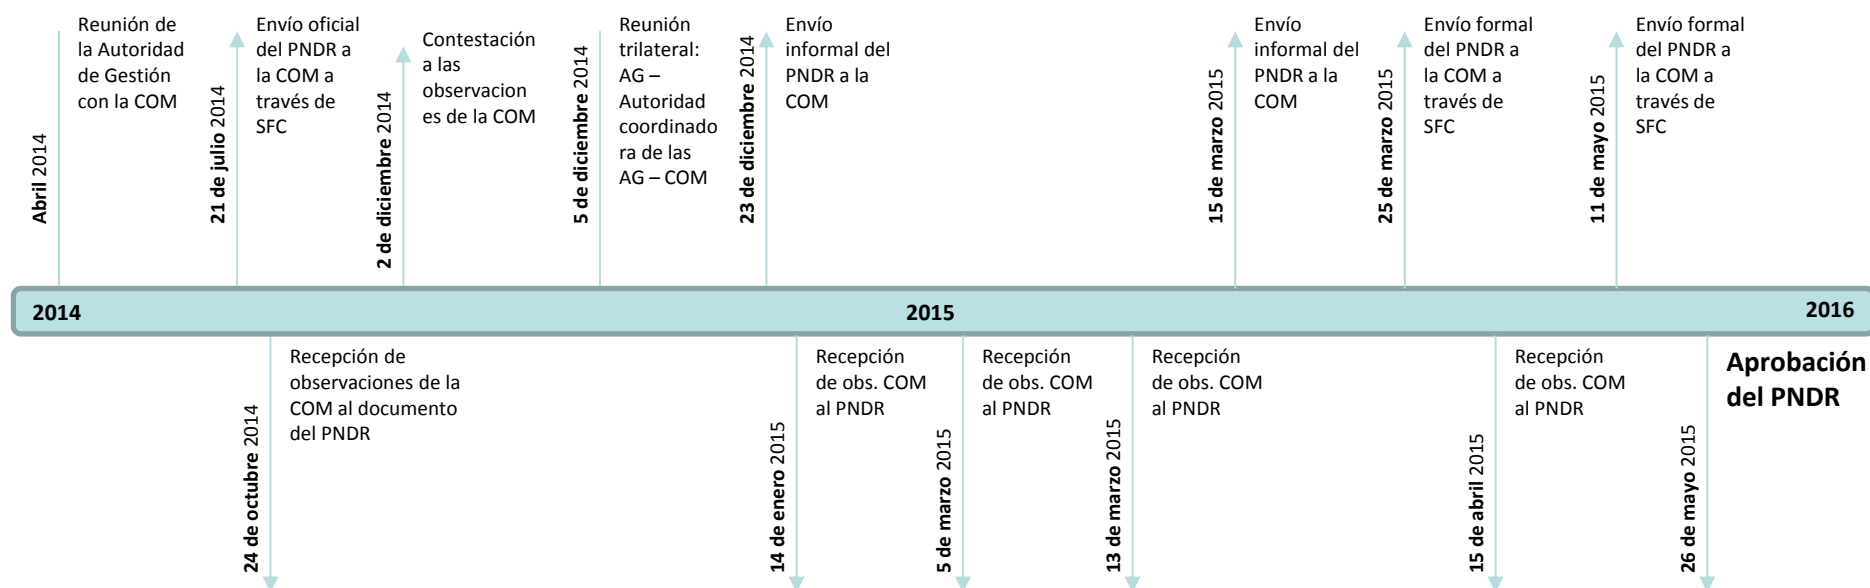 Abril 2014
Reunión de
la Autoridad
de Gestión
con la COM
21 de julio 2014
Envío oficial
del PNDR a
la COM a
través de
SFC
2 de diciembre 2014
Contestación
a las
observacion
es de la COM
5 de diciembre 2014
Reunión
trilateral:
AG –
Autoridad
coordinado
ra de las
AG – COM
23 de diciembre 2014
Envío
informal del
PNDR a la
COM
15 de marzo 2015
Envío
informal del
PNDR a la
COM
25 de marzo 2015
Envío formal
del PNDR a
la COM a
través de
SFC
11 de mayo 2015
Envío formal
del PNDR a
la COM a
través de
SFC
2014
2015
2016
24 de octubre 2014
Recepción de
observaciones de la
COM al documento
del PNDR
14 de enero 2015
Recepción
de obs. COM
al PNDR
5 de marzo 2015
Recepción
de obs. COM
al PNDR
13 de marzo 2015
Recepción
de obs. COM
al PNDR
15 de abril 2015
Recepción
de obs. COM
al PNDR
26 de mayo 2015
Aprobación
del PNDR